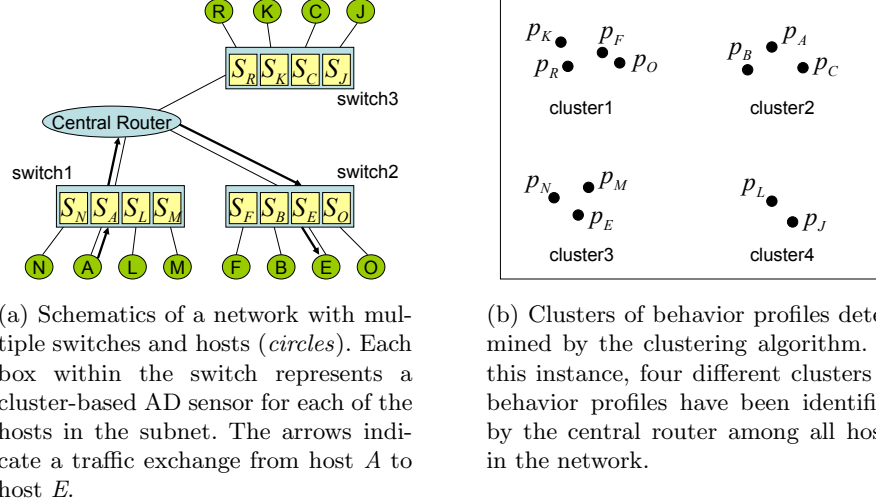 R K C J
S_R S_K S_C S_J
switch3
Central Router
switch1
switch2
S_N S_A S_L S_M
S_F S_B S_E S_O
N A L M F B E O
(a) Schematics of a network with mul-
tiple switches and hosts (circles). Each
box within the switch represents a
cluster-based AD sensor for each of the
hosts in the subnet. The arrows indi-
cate a traffic exchange from host A to
host E.
p_K p_F
p_R p_O
cluster1
p_A
p_B p_C
cluster2
p_N p_M
p_E
cluster3
p_L
p_J
cluster4
(b) Clusters of behavior profiles dete
mined by the clustering algorithm.
this instance, four different clusters
behavior profiles have been identifi
by the central router among all hos
in the network.